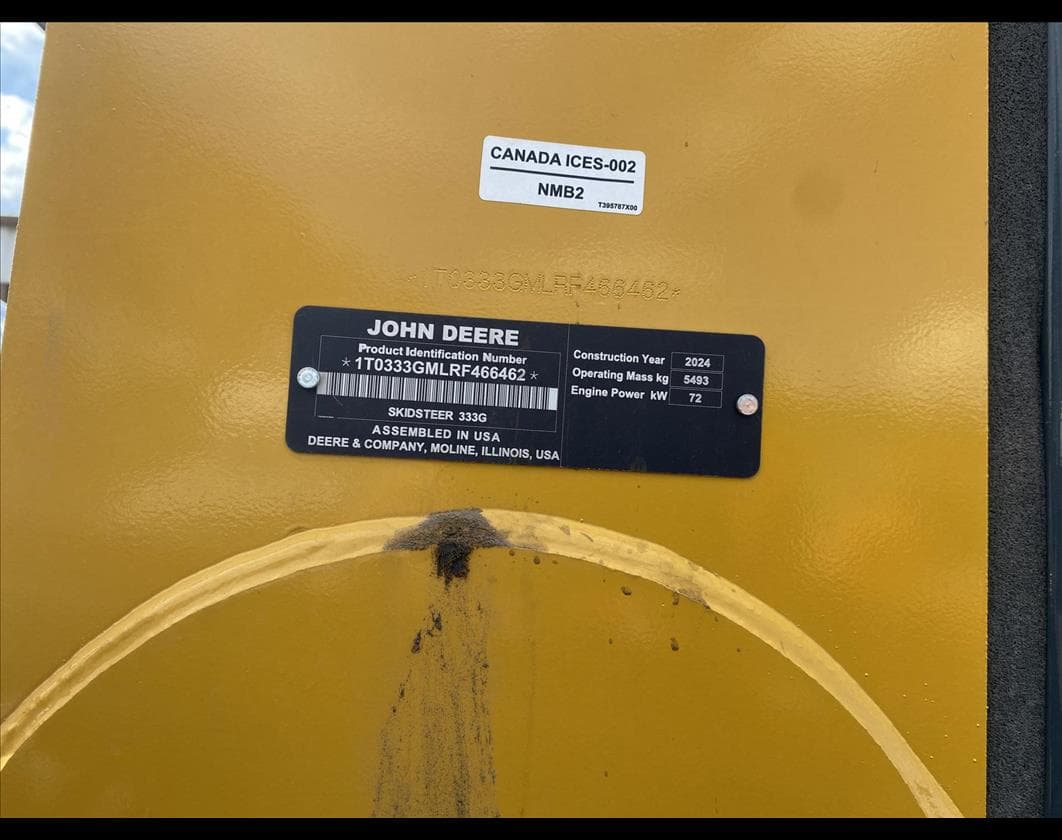 CANADA ICES-002
NMB2
T395787X00
T0333GMLRF466462*
JOHN DEERE
Product Identification Number
*1T0333GMLRF466462*
SKIDSTEER 333G
ASSEMBLED IN USA
DEERE & COMPANY, MOLINE, ILLINOIS, USA
Construction Year 2024
Operating Mass kg 5493
Engine Power kW 72